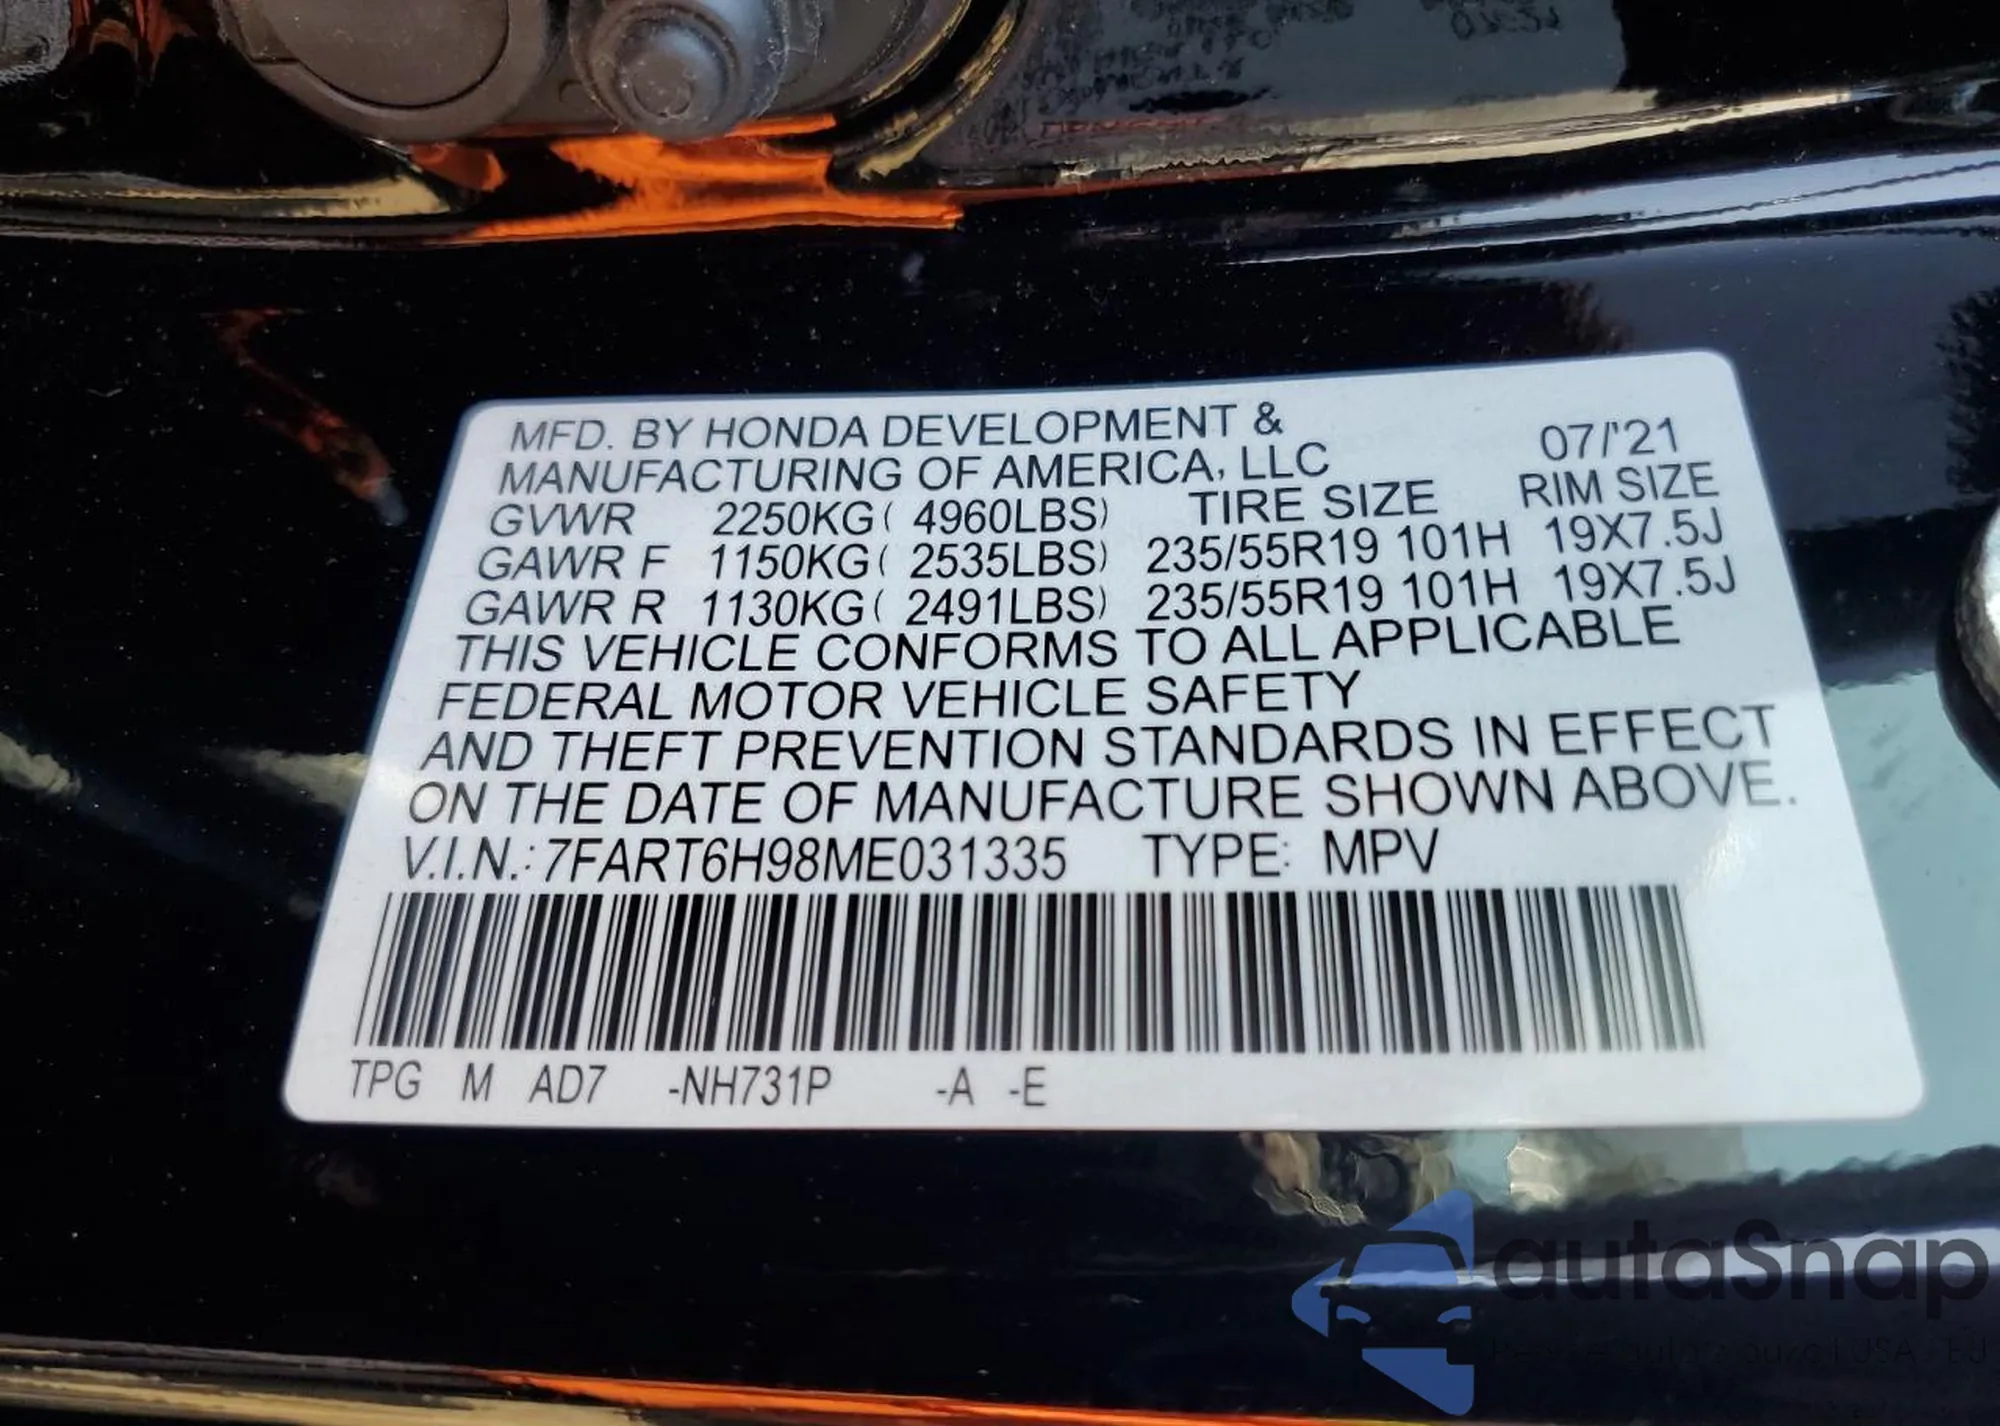 MFD. BY HONDA DEVELOPMENT &
MANUFACTURING OF AMERICA, LLC 07/'21
GVWR 2250KG( 4960LBS) TIRE SIZE RIM SIZE
GAWR F 1150KG( 2535LBS) 235/55R19 101H 19X7.5J
GAWR R 1130KG( 2491LBS) 235/55R19 101H 19X7.5J
THIS VEHICLE CONFORMS TO ALL APPLICABLE
FEDERAL MOTOR VEHICLE SAFETY
AND THEFT PREVENTION STANDARDS IN EFFECT
ON THE DATE OF MANUFACTURE SHOWN ABOVE.
V.I.N.: 7FART6H98ME031335 TYPE: MPV
TPG M AD7 -NH731P -A -E
autaSnap
USA
EU